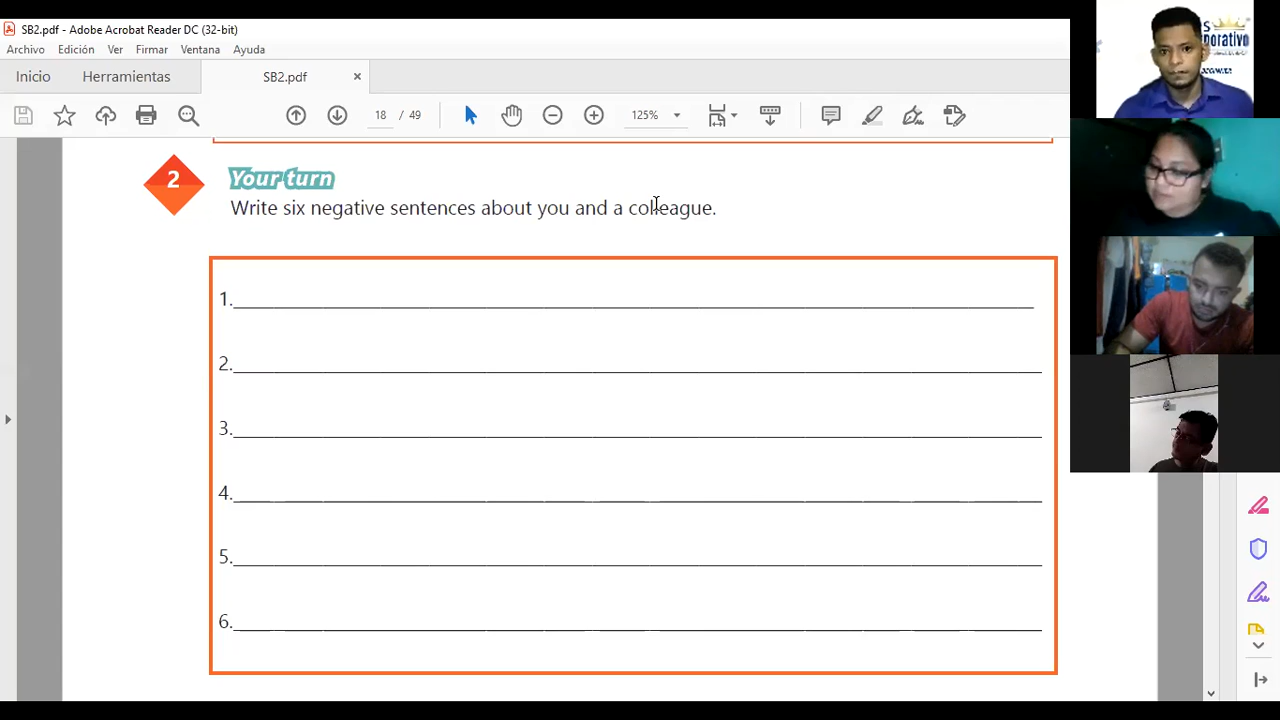 SB2.pdf - Adobe Acrobat Reader DC (32-bit)
Archivo Edición Ver Firmar Ventana Ayuda
Inicio Herramientas SB2.pdf ×
18 / 49 125%
2 Your turn
Write six negative sentences about you and a colleague.
1.
2.
3.
4.
5.
6.
S
porativo